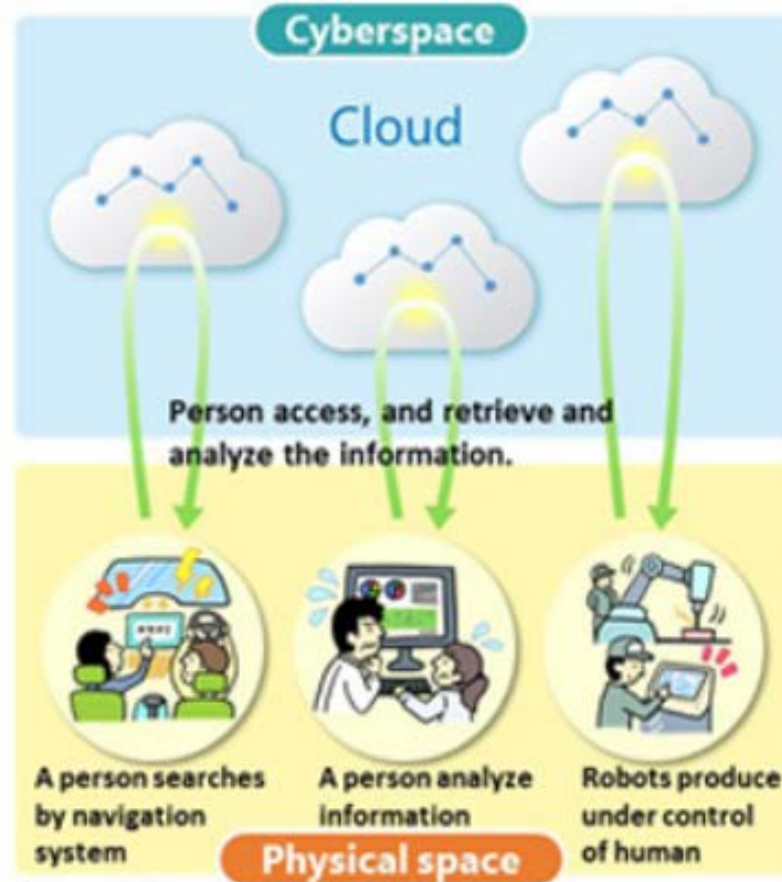 Cyberspace
Cloud
Person access, and retrieve and
analyze the information.
A person searches
by navigation
system
A person analyze
information
Robots produce
under control
of human
Physical space